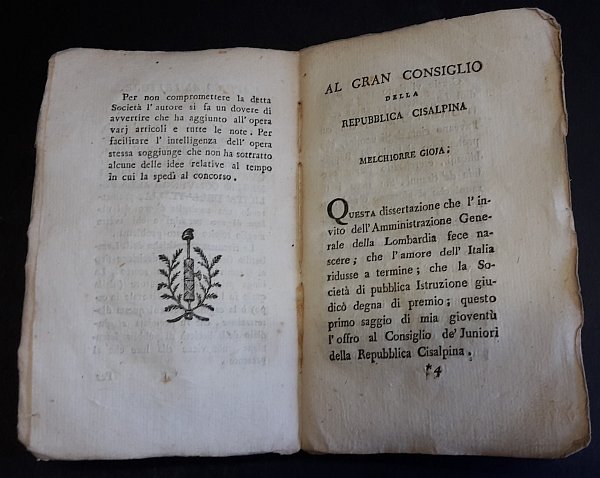 Per non compromettere la detta
Società l'autore si fa un dovere di
avvertire che ha aggiunto all'opera
varj articoli e tutte le note. Per
facilitare l'intelligenza dell'opera
stessa soggiunge che non ha sottratto
alcune delle idee relative al tempo
in cui la spedì al concorso.
AL GRAN CONSIGLIO
DELLA
REPUBBLICA CISALPINA
MELCHIORRE GIOJA;
QUESTA dissertazione che l'in-
vito dell'Amministrazione Gene-
rale della Lombardia fece na-
scere; che l'amore dell'Italia
ridusse a termine; che la So-
cietà di pubblica Istruzione giu-
dicò degna di premio; questo
primo saggio di mia gioventù
l'offro al Consiglio de' Juniori
della Repubblica Cisalpina.
*4